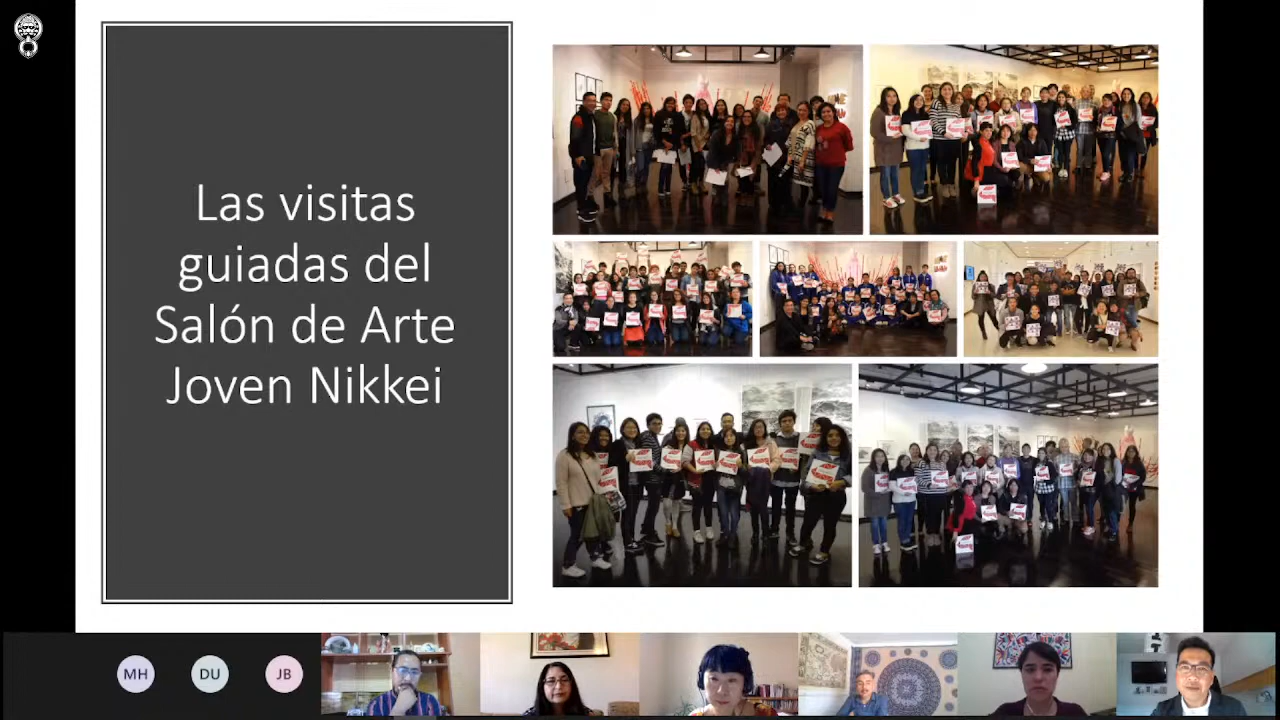 Las visitas
guiadas del
Salón de Arte
Joven Nikkei
MH
DU
JB